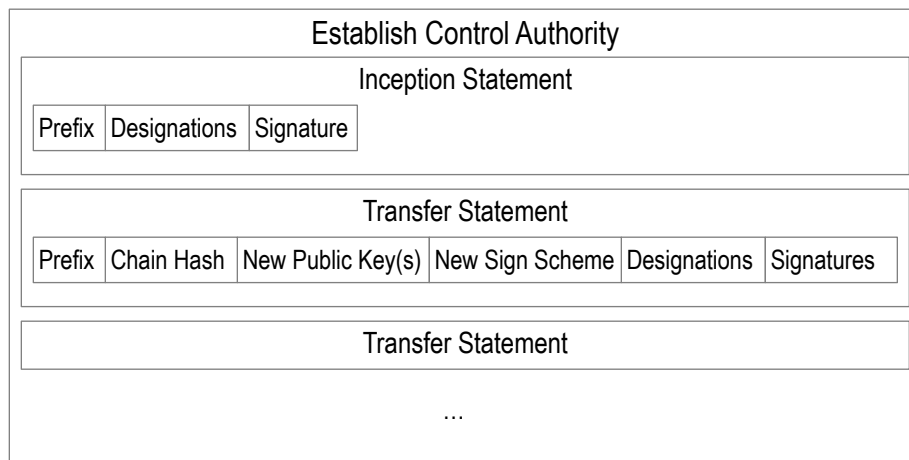 Establish Control Authority
Inception Statement
Prefix Designations Signature
Transfer Statement
Prefix Chain Hash New Public Key(s) New Sign Scheme Designations Signatures
Transfer Statement
…